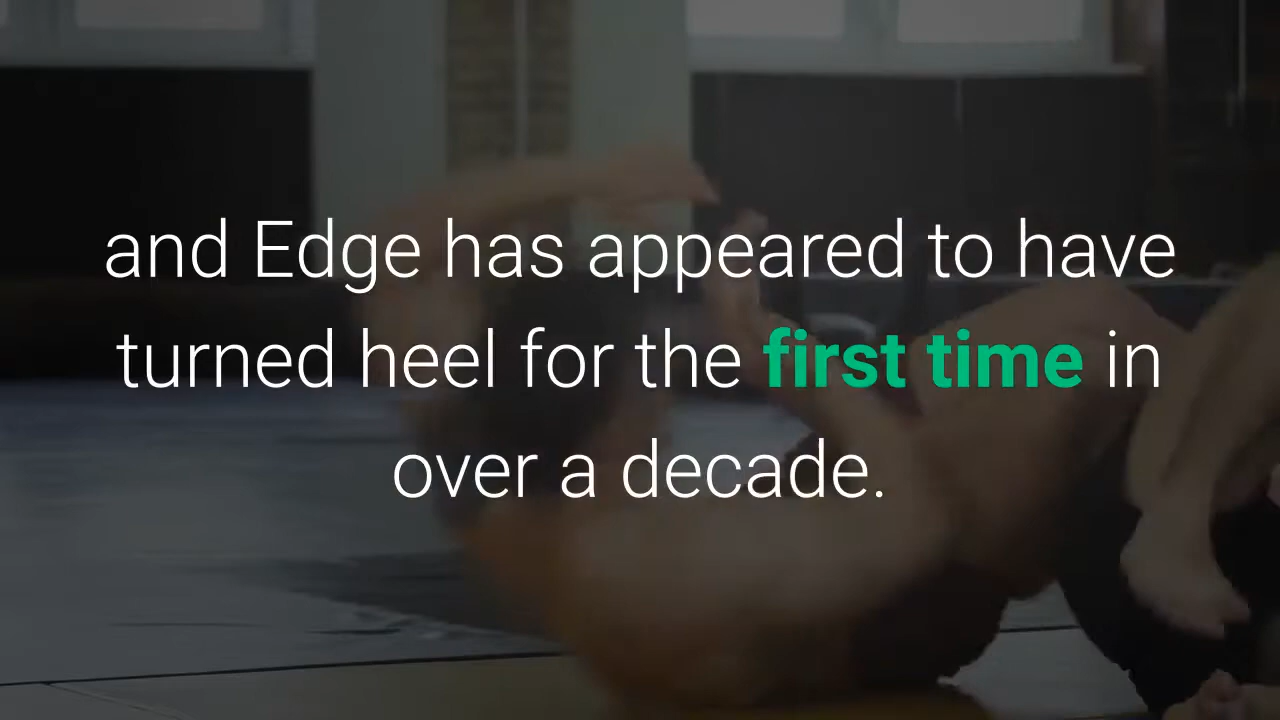 and Edge has appeared to have
turned heel for the first time in
over a decade.